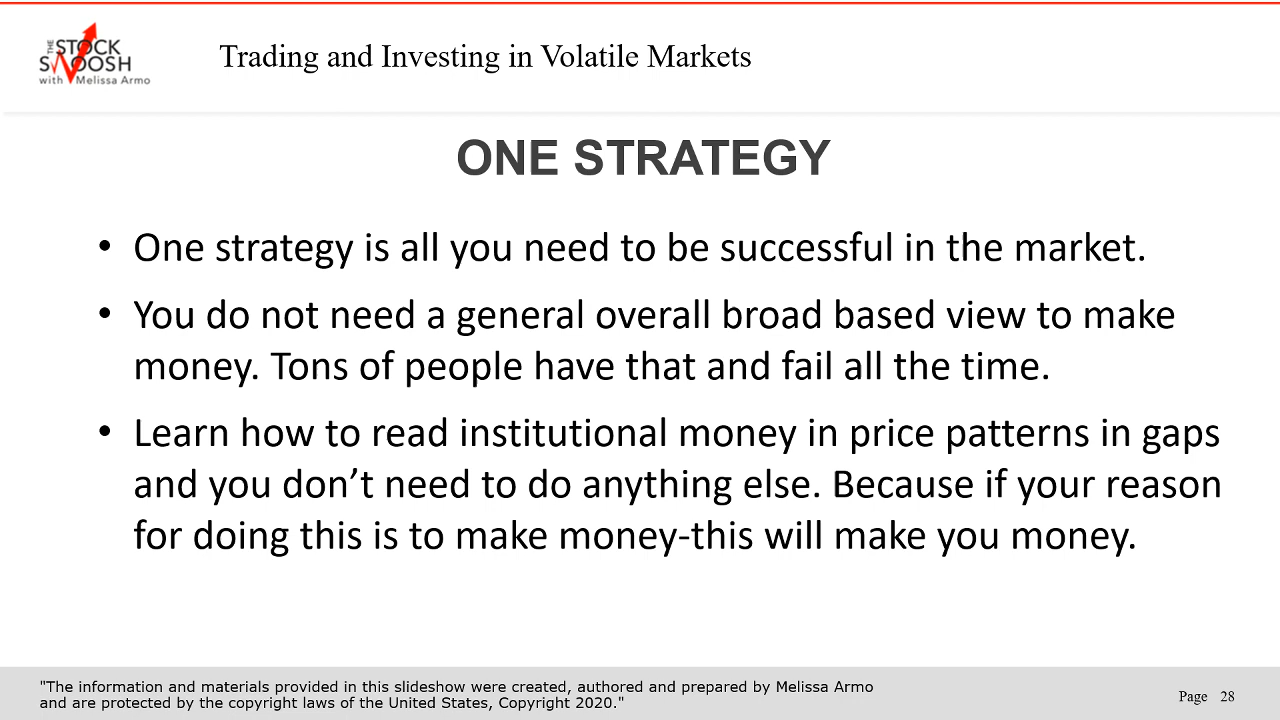 THE
STOCK
SWOOSH
with Melissa Armo
Trading and Investing in Volatile Markets
ONE STRATEGY
• One strategy is all you need to be successful in the market.
• You do not need a general overall broad based view to make
money. Tons of people have that and fail all the time.
• Learn how to read institutional money in price patterns in gaps
and you don’t need to do anything else. Because if your reason
for doing this is to make money-this will make you money.
"The information and materials provided in this slideshow were created, authored and prepared by Melissa Armo
and are protected by the copyright laws of the United States, Copyright 2020."
Page 28